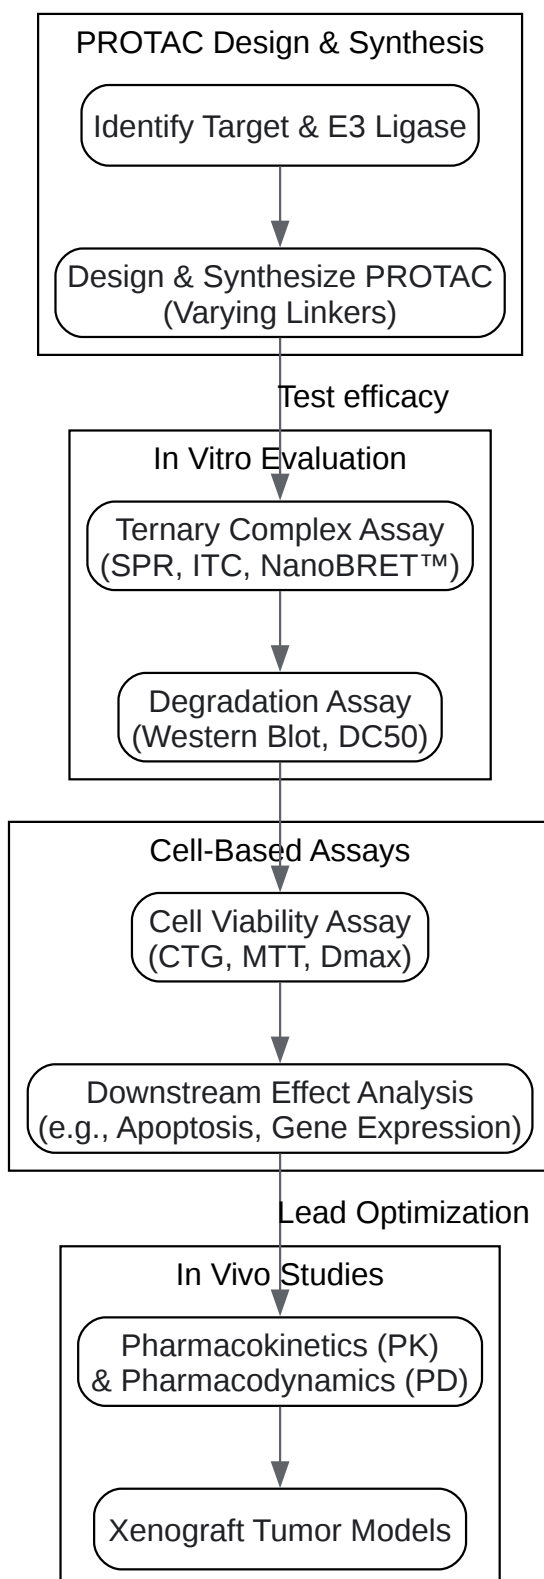 PROTAC Design & Synthesis
Identify Target & E3 Ligase
Design & Synthesize PROTAC
(Varying Linkers)
Test efficacy
In Vitro Evaluation
Ternary Complex Assay
(SPR, ITC, NanoBRET™)
Degradation Assay
(Western Blot, DC50)
Cell-Based Assays
Cell Viability Assay
(CTG, MTT, Dmax)
Downstream Effect Analysis
(e.g., Apoptosis, Gene Expression)
Lead Optimization
In Vivo Studies
Pharmacokinetics (PK)
& Pharmacodynamics (PD)
Xenograft Tumor Models